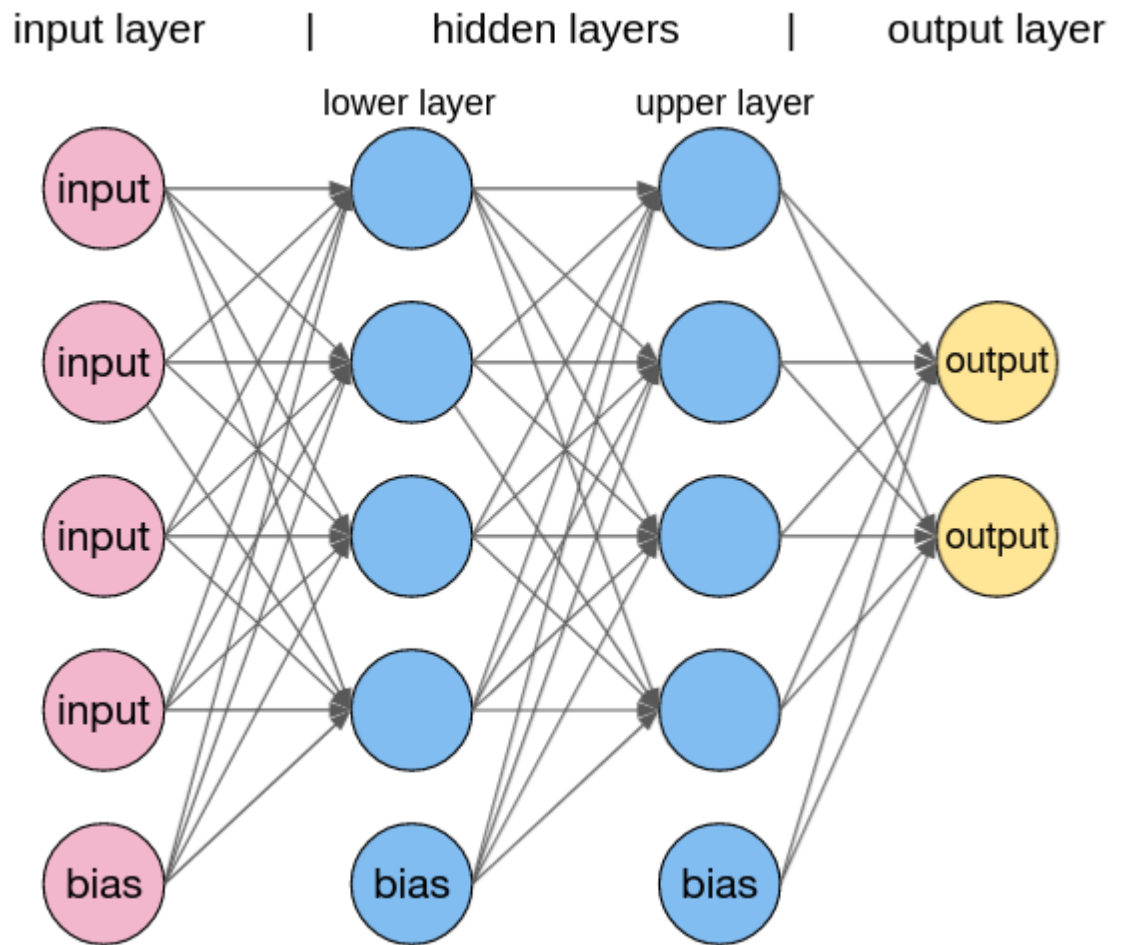 input layer | hidden layers | output layer
lower layer upper layer
input
input output
input output
input
bias bias bias